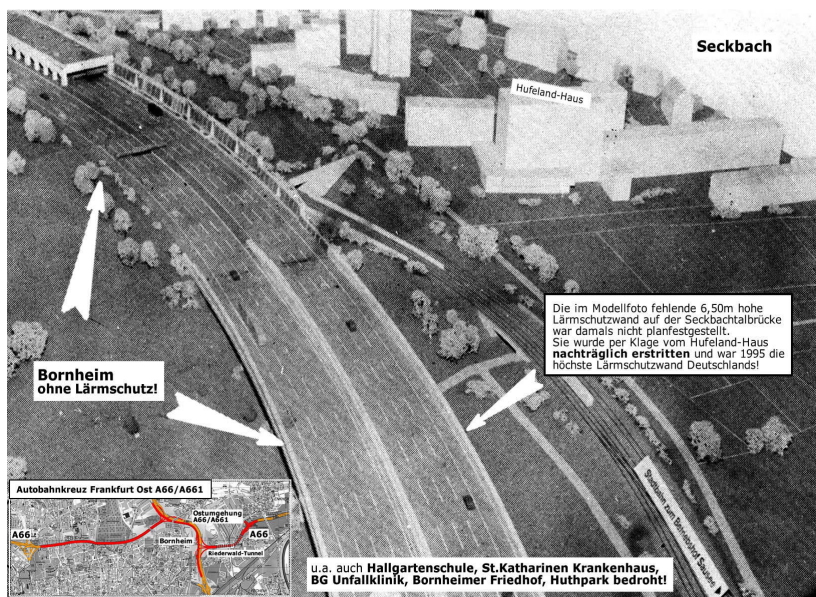 Seckbach
Hufeland-Haus
Die im Modellfoto fehlende 6,50m hohe
Lärmschutzwand auf der Seckbachtalbrücke
war damals nicht planfestgestellt.
Sie wurde per Klage vom Hufeland-Haus
nachträglich erstritten und war 1995 die
höchste Lärmschutzwand Deutschlands!
Bornheim
ohne Lärmschutz!
Autobahnkreuz Frankfurt Ost A66/A661
Ostumgehung
A66/A661
A66
A66
Bornheim
Riederwald-Tunnel
Stadtbahn zum Betriebshof
u.a. auch Hallgartenschule, St.Katharinen Krankenhaus,
BG Unfallklinik, Bornheimer Friedhof, Huthpark bedroht!